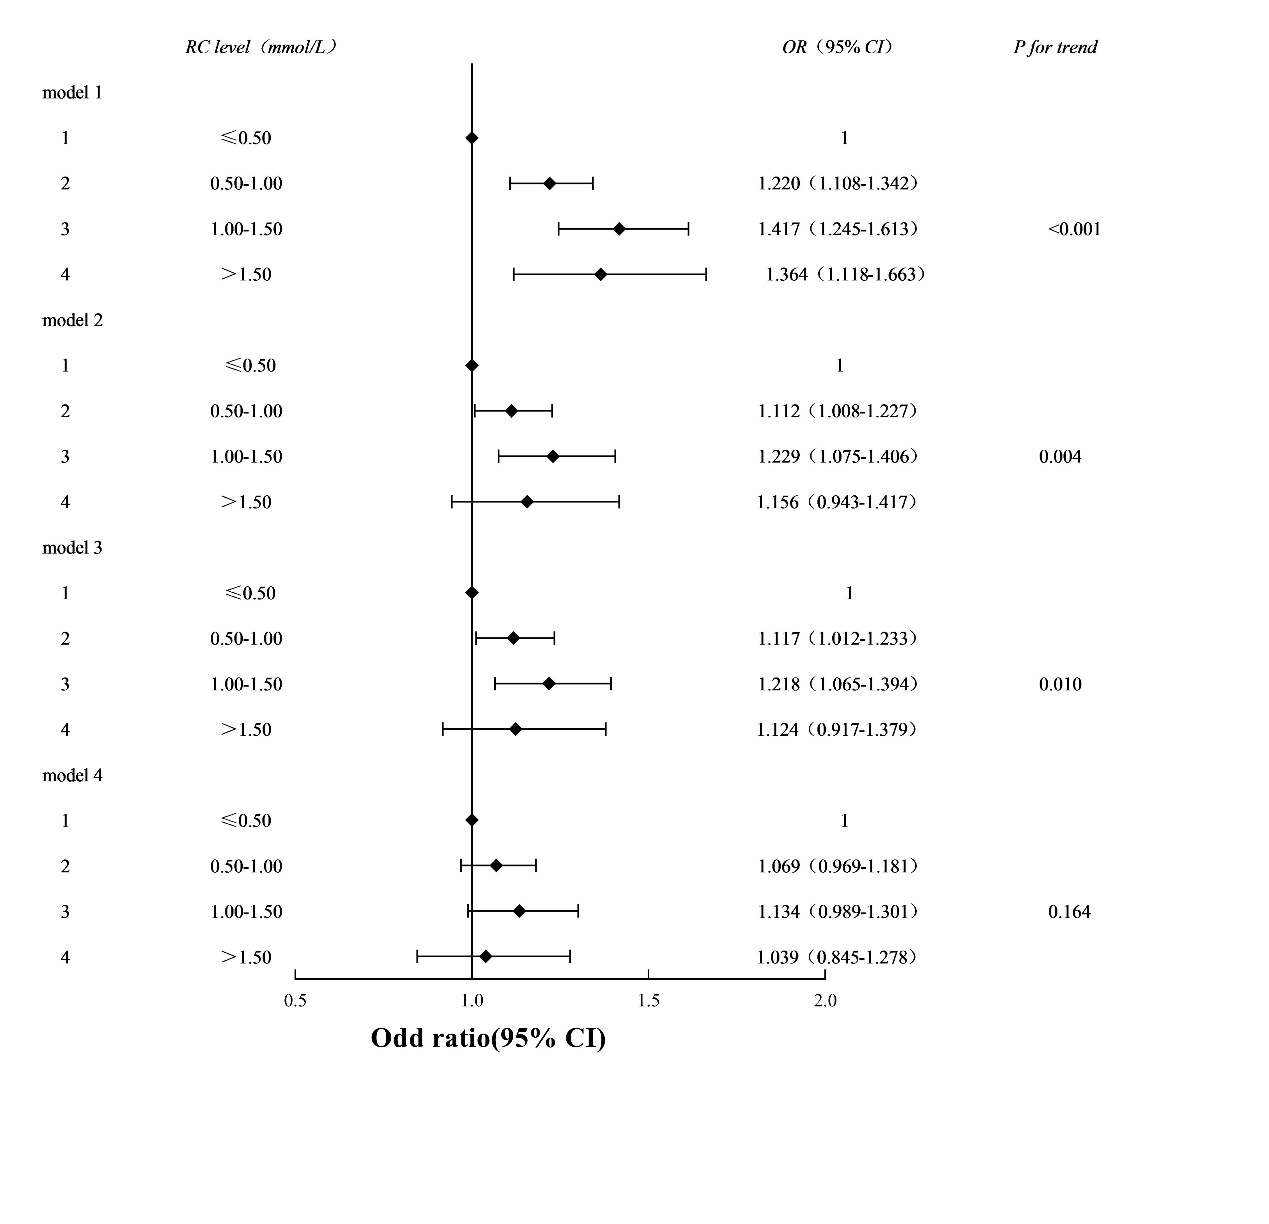 RC level（mmol/L） OR（95% CI） P for trend
model 1
1 ≤0.50 1
2 0.50-1.00 1.220（1.108-1.342）
3 1.00-1.50 1.417（1.245-1.613） <0.001
4 ＞1.50 1.364（1.118-1.663）
model 2
1 ≤0.50 1
2 0.50-1.00 1.112（1.008-1.227）
3 1.00-1.50 1.229（1.075-1.406） 0.004
4 ＞1.50 1.156（0.943-1.417）
model 3
1 ≤0.50 1
2 0.50-1.00 1.117（1.012-1.233）
3 1.00-1.50 1.218（1.065-1.394） 0.010
4 ＞1.50 1.124（0.917-1.379）
model 4
1 ≤0.50 1
2 0.50-1.00 1.069（0.969-1.181）
3 1.00-1.50 1.134（0.989-1.301） 0.164
4 ＞1.50 1.039（0.845-1.278）
0.5 1.0 1.5 2.0
Odd ratio(95% CI)